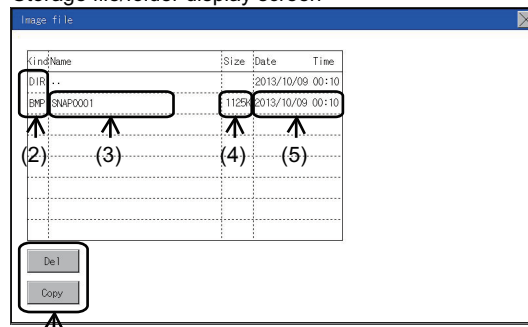 Storage file/folder display screen
Image file
Kind Name Size Date Time
DIR .. 2013/10/09 00:10
BMP SNAP0001 1125K 2013/10/09 00:10
(2) (3) (4) (5)
Del
Copy